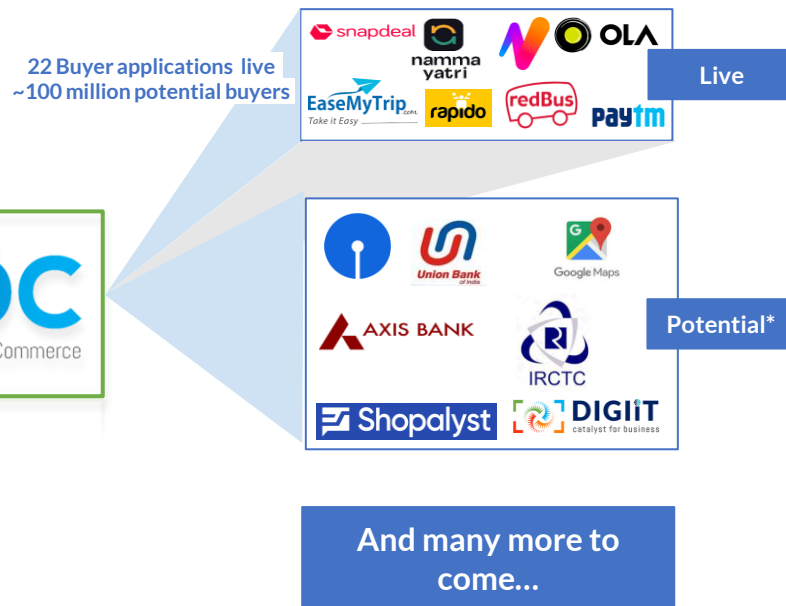 22 Buyer applications live
~100 million potential buyers
snapdeal
namma
yatri
OLA
EaseMyTrip.com
Take it Easy
rapido
redBus
paytm
Live
DC
Commerce
Union Bank
of India
G
Google Maps
AXIS BANK
IRCTC
Shopalyst
DIGIIT
catalyst for business
Potential*
And many more to
come...